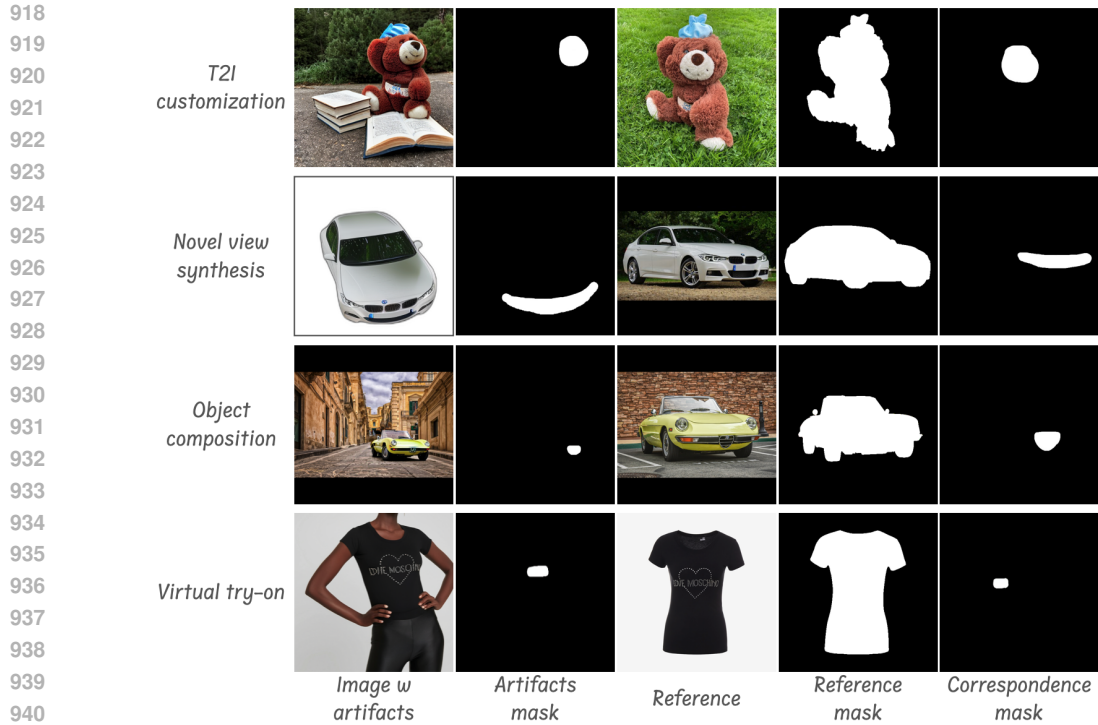 918
919
920
921
922
923
924
925
926
927
928
929
930
931
932
933
934
935
936
937
938
939
940
T2I
customization
Novel view
synthesis
Object
composition
Virtual try-on
MOSCHINO
Image w
artifacts
Artifacts
mask
Reference
Reference
mask
Correspondence
mask